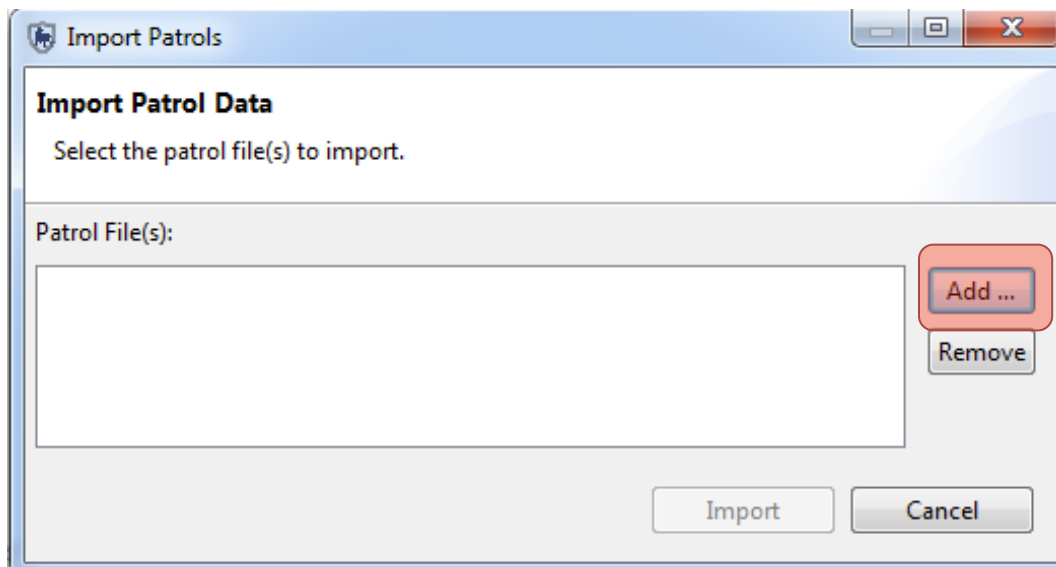 Import Patrols
Import Patrol Data
Select the patrol file(s) to import.
Patrol File(s):
Add ...
Remove
Import
Cancel